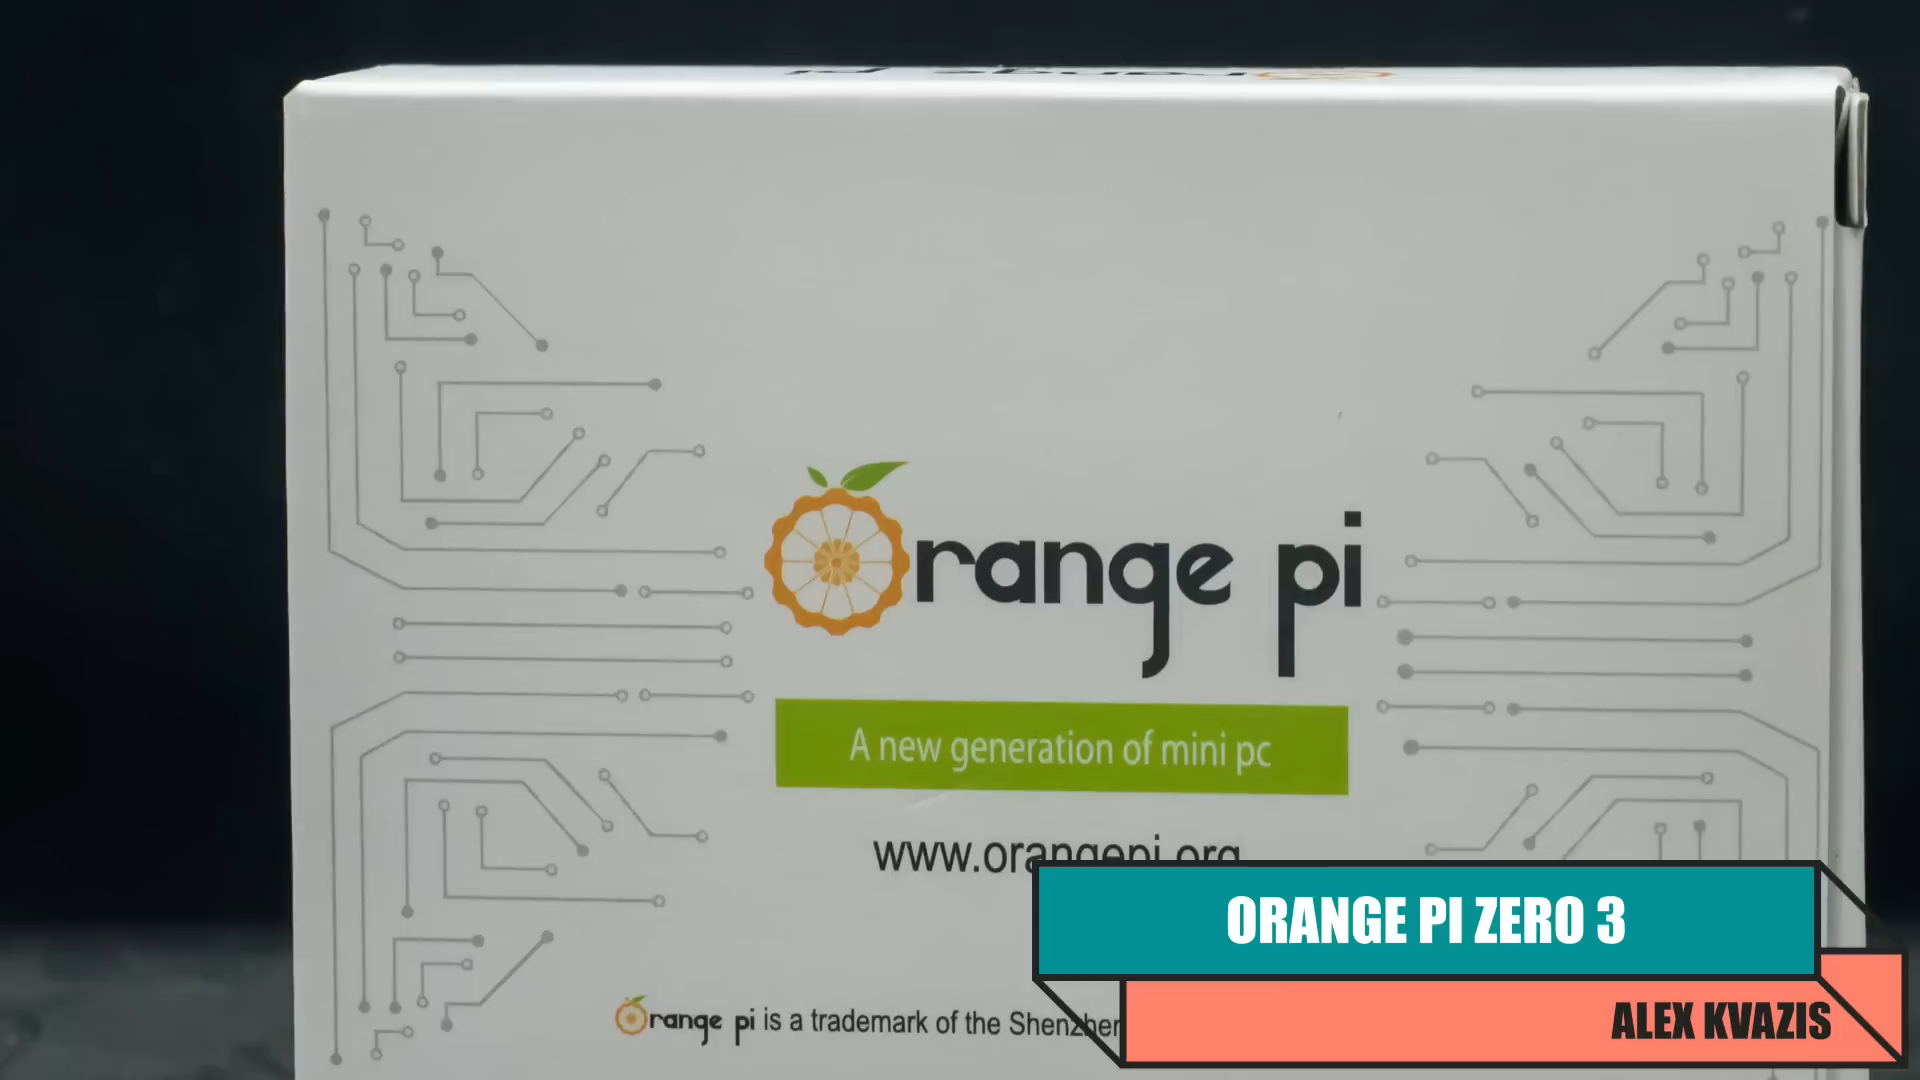 Orange pi
A new generation of mini pc
www.orangepi.org
ORANGE PI ZERO 3
Orange pi is a trademark of the Shenzhen
ALEX KVAZIS